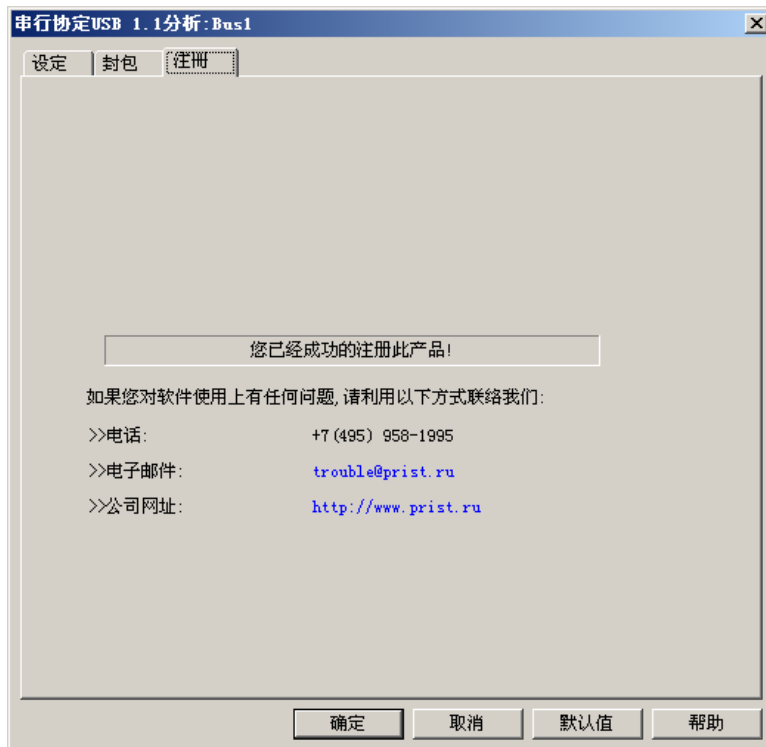 串行协定USB 1.1分析:Bus1
设定 封包 注册
您已经成功的注册此产品!
如果您对软件使用上有任何问题,请利用以下方式联络我们:
>>电话: +7(495) 958-1995
>>电子邮件: trouble@prist.ru
>>公司网址: http://www.prist.ru
确定 取消 默认值 帮助